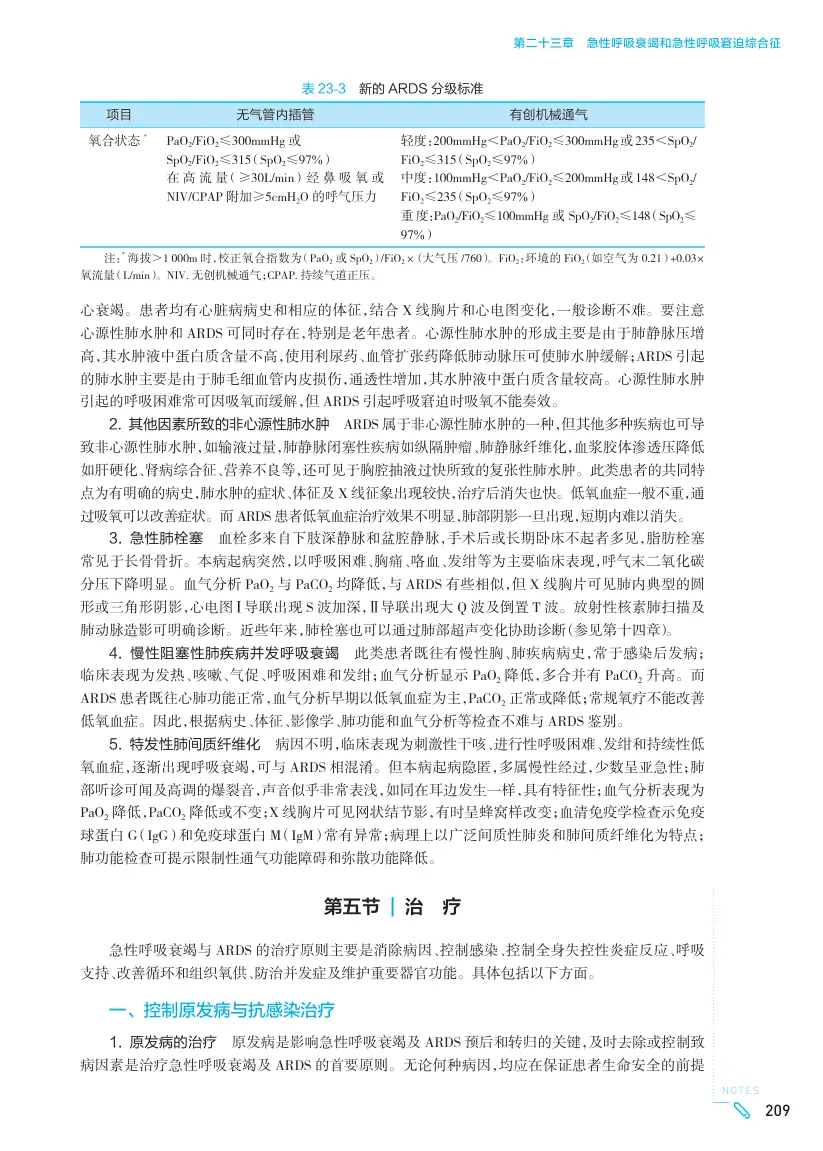 第二十三章 急性呼吸衰竭和急性呼吸窘迫综合征
表 23-3 新的 ARDS 分级标准
项目 无气管内插管 有创机械通气
氧合状态* PaO₂/FiO₂≤300mmHg 或 轻度:200mmHg<PaO₂/FiO₂≤300mmHg或235<SpO₂/
SpO₂/FiO₂≤315(SpO₂≤97%) FiO₂≤315(SpO₂≤97%)
在高流量(≥30L/min)经鼻吸氧或 中度:100mmHg<PaO₂/FiO₂≤200mmHg或148<SpO₂/
NIV/CPAP 附加≥5cmH₂O 的呼气压力 FiO₂≤235(SpO₂≤97%)
重度:PaO₂/FiO₂≤100mmHg 或 SpO₂/FiO₂≤148(SpO₂≤
97%)
注:*海拔>1 000m 时,校正氧合指数为(PaO₂ 或 SpO₂)/FiO₂×(大气压/760)。FiO₂:环境的 FiO₂(如空气为 0.21)+0.03×
氧流量(L/min)。NIV. 无创机械通气;CPAP. 持续气道正压。
心衰竭。患者均有心脏病病史和相应的体征,结合 X 线胸片和心电图变化,一般诊断不难。要注意
心源性肺水肿和 ARDS 可同时存在,特别是老年患者。心源性肺水肿的形成主要是由于肺静脉压增
高,其水肿液中蛋白质含量不高,使用利尿药、血管扩张药降低肺动脉压可使肺水肿缓解;ARDS 引起
的肺水肿主要是由于肺毛细血管内皮损伤,通透性增加,其水肿液中蛋白质含量较高。心源性肺水肿
引起的呼吸困难常可因吸氧而缓解,但 ARDS 引起呼吸窘迫时吸氧不能奏效。
2. 其他因素所致的非心源性肺水肿 ARDS 属于非心源性肺水肿的一种,但其他多种疾病也可导
致非心源性肺水肿,如输液过量,肺静脉闭塞性疾病如纵隔肿瘤、肺静脉纤维化,血浆胶体渗透压降低
如肝硬化、肾病综合征、营养不良等,还可见于胸腔抽液过快所致的复张性肺水肿。此类患者的共同特
点为有明确的病史,肺水肿的症状、体征及 X 线征象出现较快,治疗后消失也快。低氧血症一般不重,通
过吸氧可以改善症状。而 ARDS 患者低氧血症治疗效果不明显,肺部阴影一旦出现,短期内难以消失。
3. 急性肺栓塞 血栓多来自下肢深静脉和盆腔静脉,手术后或长期卧床不起者多见,脂肪栓塞
常见于长骨骨折。本病起病突然,以呼吸困难、胸痛、咯血、发绀等为主要临床表现,呼气末二氧化碳
分压下降明显。血气分析 PaO₂ 与 PaCO₂ 均降低,与 ARDS 有些相似,但 X 线胸片可见肺内典型的圆
形或三角形阴影,心电图Ⅰ导联出现 S 波加深,Ⅱ导联出现大 Q 波及倒置 T 波。放射性核素肺扫描及
肺动脉造影可明确诊断。近些年来,肺栓塞也可以通过肺部超声变化协助诊断(参见第十四章)。
4. 慢性阻塞性肺疾病并发呼吸衰竭 此类患者既往有慢性胸、肺疾病病史,常于感染后发病;
临床表现为发热、咳嗽、气促、呼吸困难和发绀;血气分析显示 PaO₂ 降低,多合并有 PaCO₂ 升高。而
ARDS 患者既往心肺功能正常,血气分析早期以低氧血症为主,PaCO₂ 正常或降低;常规氧疗不能改善
低氧血症。因此,根据病史、体征、影像学、肺功能和血气分析等检查不难与 ARDS 鉴别。
5. 特发性肺间质纤维化 病因不明,临床表现为刺激性干咳、进行性呼吸困难、发绀和持续性低
氧血症,逐渐出现呼吸衰竭,可与 ARDS 相混淆。但本病起病隐匿,多属慢性经过,少数呈亚急性;肺
部听诊可闻及高调的爆裂音,声音似乎非常表浅,如同在耳边发生一样,具有特征性;血气分析表现为
PaO₂ 降低,PaCO₂ 降低或不变;X 线胸片可见网状结节影,有时呈蜂窝样改变;血清免疫学检查示免疫
球蛋白 G(IgG)和免疫球蛋白 M(IgM)常有异常;病理上以广泛间质性肺炎和肺间质纤维化为特点;
肺功能检查可提示限制性通气功能障碍和弥散功能降低。
第五节 | 治 疗
急性呼吸衰竭与 ARDS 的治疗原则主要是消除病因、控制感染、控制全身失控性炎症反应、呼吸
支持、改善循环和组织氧供、防治并发症及维护重要器官功能。具体包括以下方面。
一、控制原发病与抗感染治疗
1. 原发病的治疗 原发病是影响急性呼吸衰竭及 ARDS 预后和转归的关键,及时去除或控制致
病因素是治疗急性呼吸衰竭及 ARDS 的首要原则。无论何种病因,均应在保证患者生命安全的前提
NOTES
209